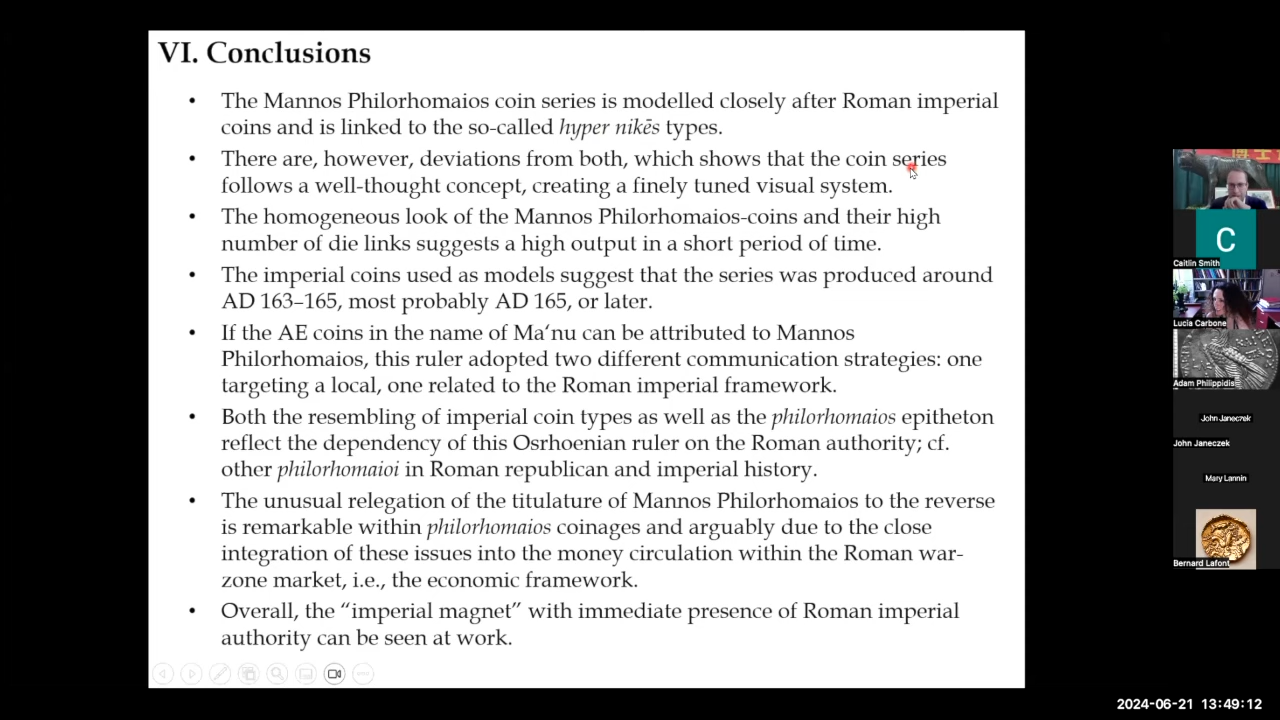 VI. Conclusions
• The Mannos Philorhomaios coin series is modelled closely after Roman imperial
coins and is linked to the so-called hyper nikēs types.
• There are, however, deviations from both, which shows that the coin series
follows a well-thought concept, creating a finely tuned visual system.
• The homogeneous look of the Mannos Philorhomaios-coins and their high
number of die links suggests a high output in a short period of time.
• The imperial coins used as models suggest that the series was produced around
AD 163–165, most probably AD 165, or later.
• If the AE coins in the name of Ma‘nu can be attributed to Mannos
Philorhomaios, this ruler adopted two different communication strategies: one
targeting a local, one related to the Roman imperial framework.
• Both the resembling of imperial coin types as well as the philorhomaios epitheton
reflect the dependency of this Osrhoenian ruler on the Roman authority; cf.
other philorhomaioi in Roman republican and imperial history.
• The unusual relegation of the titulature of Mannos Philorhomaios to the reverse
is remarkable within philorhomaios coinages and arguably due to the close
integration of these issues into the money circulation within the Roman war-
zone market, i.e., the economic framework.
• Overall, the “imperial magnet” with immediate presence of Roman imperial
authority can be seen at work.
C
Caitlin Smith
Lucia Carbone
Adam Philippidis
John Janeczek
John Janeczek
Mary Lannin
Bernard Lafont
2024-06-21 13:49:12